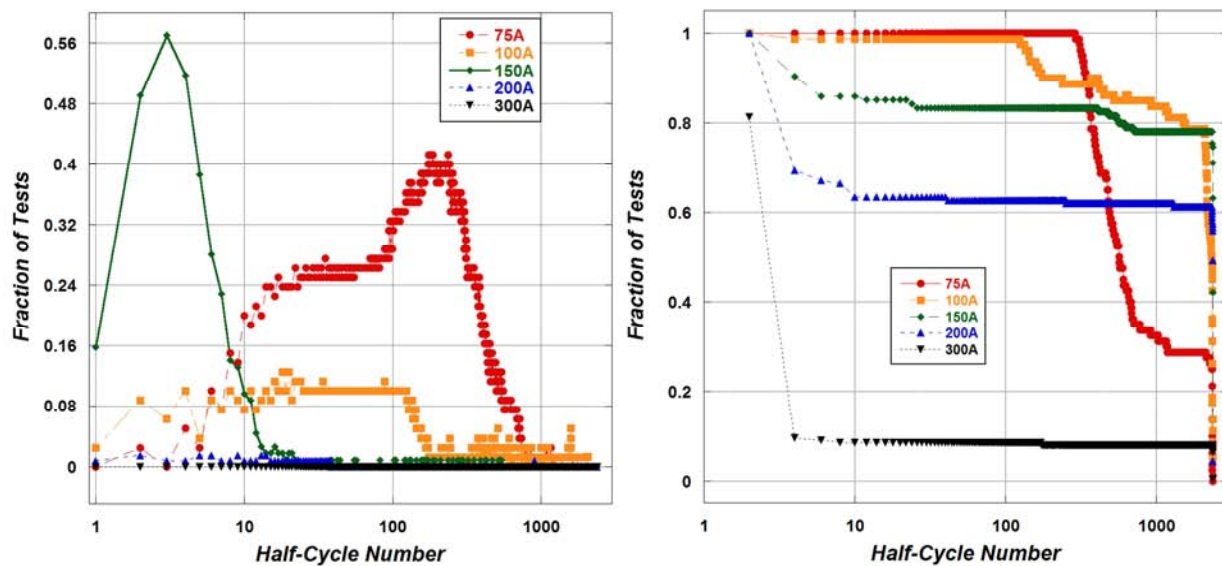 75A
100A
150A
200A
300A
0.56
0.48
0.4
0.32
0.24
0.16
0.08
0
Fraction of Tests
1
10
100
1000
Half-Cycle Number
1
0.8
0.6
0.4
0.2
0
Fraction of Tests
75A
100A
150A
200A
300A
1
10
100
1000
Half-Cycle Number